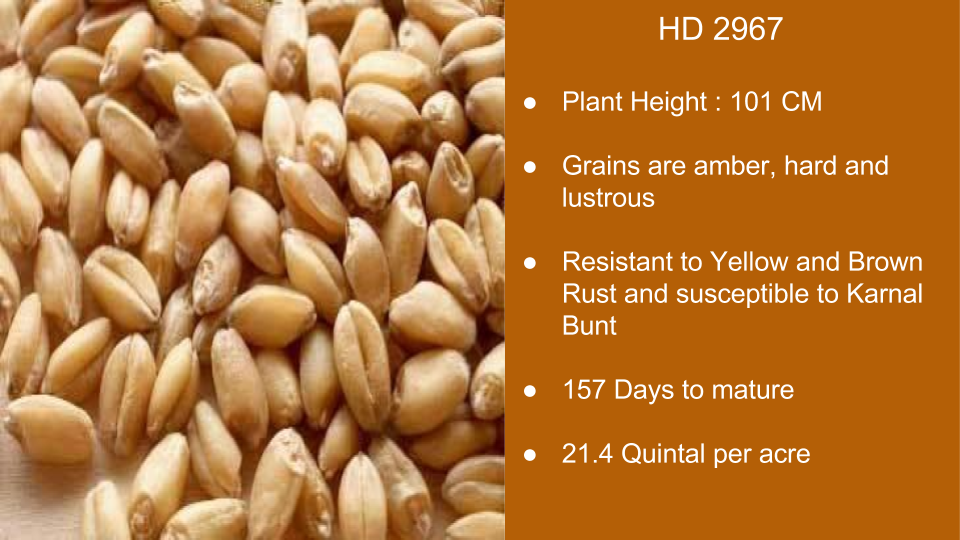 HD 2967
● Plant Height : 101 CM
● Grains are amber, hard and
lustrous
● Resistant to Yellow and Brown
Rust and susceptible to Karnal
Bunt
● 157 Days to mature
● 21.4 Quintal per acre